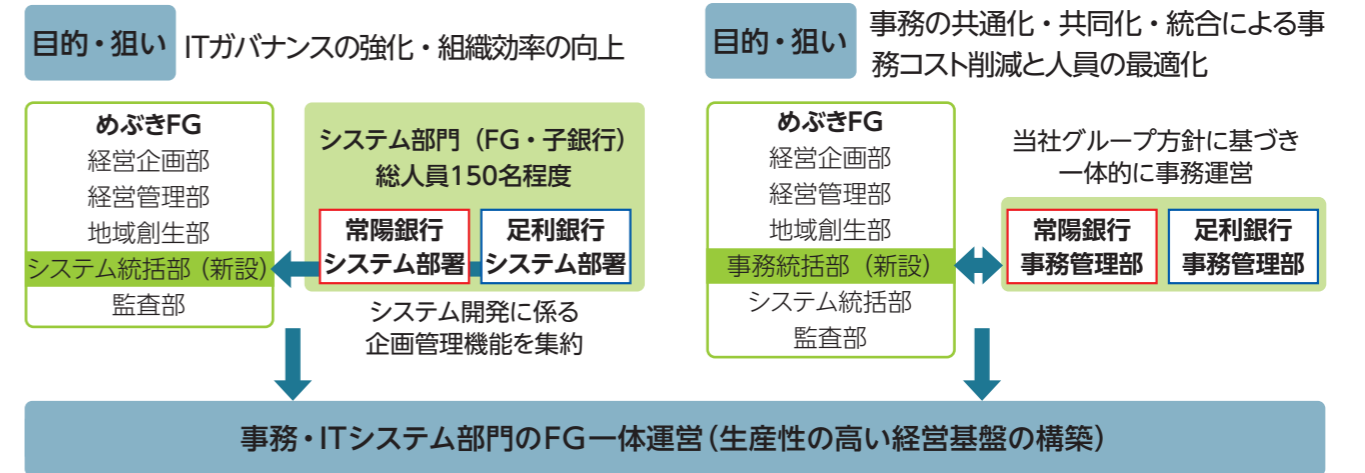 目的・狙い
ITガバナンスの強化・組織効率の向上
めぶきFG
経営企画部
経営管理部
地域創生部
システム統括部（新設）
監査部
システム部門（FG・子銀行）
総人員150名程度
常陽銀行
システム部署
足利銀行
システム部署
システム開発に係る
企画管理機能を集約
目的・狙い
事務の共通化・共同化・統合による事
務コスト削減と人員の最適化
めぶきFG
経営企画部
経営管理部
地域創生部
事務統括部（新設）
システム統括部
監査部
当社グループ方針に基づき
一体的に事務運営
常陽銀行
事務管理部
足利銀行
事務管理部
事務・ITシステム部門のFG一体運営（生産性の高い経営基盤の構築）